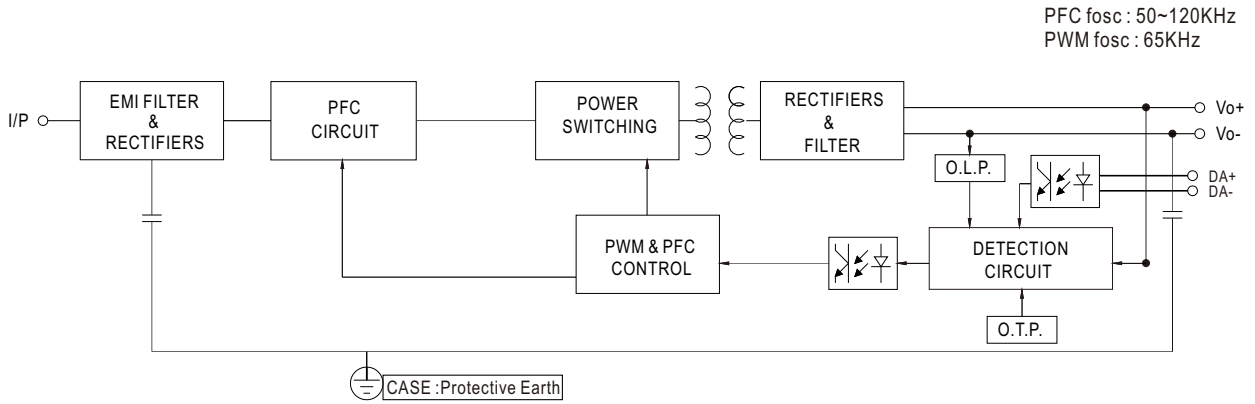 PFC fosc : 50~120KHz
PWM fosc : 65KHz
I/P
EMI FILTER
&
RECTIFIERS
PFC
CIRCUIT
POWER
SWITCHING
RECTIFIERS
&
FILTER
Vo+
Vo-
O.L.P.
DA+
DA-
PWM & PFC
CONTROL
DETECTION
CIRCUIT
O.T.P.
CASE :Protective Earth